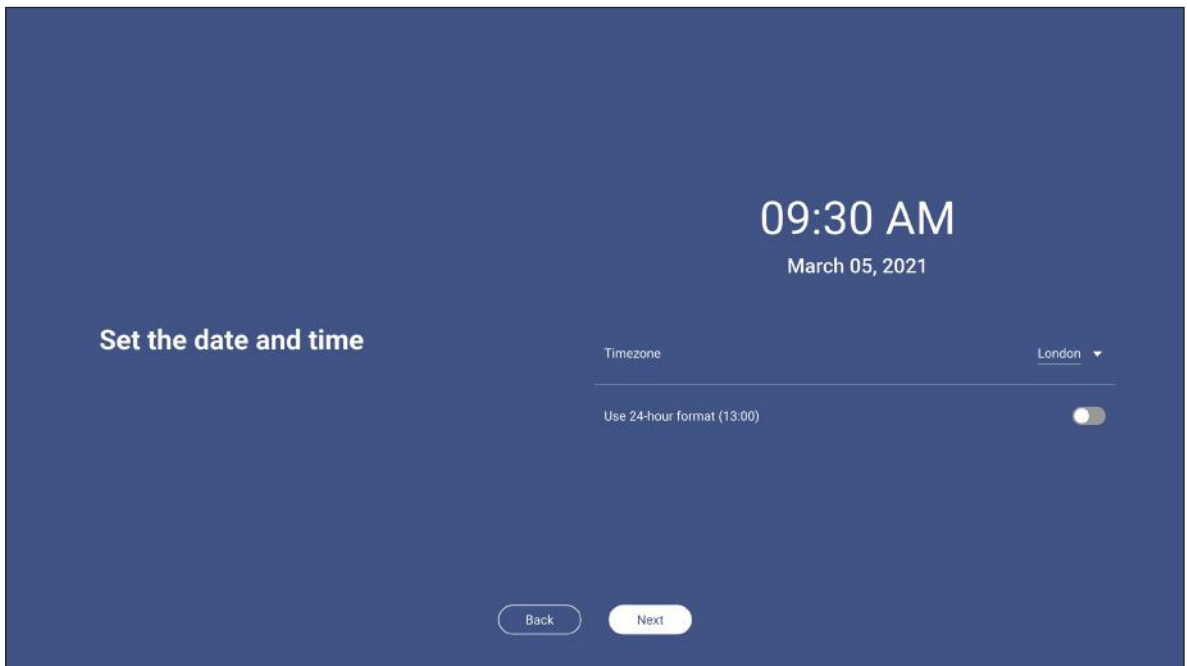 09:30 AM
March 05, 2021
Set the date and time
Timezone London
Use 24-hour format (13:00)
Back Next